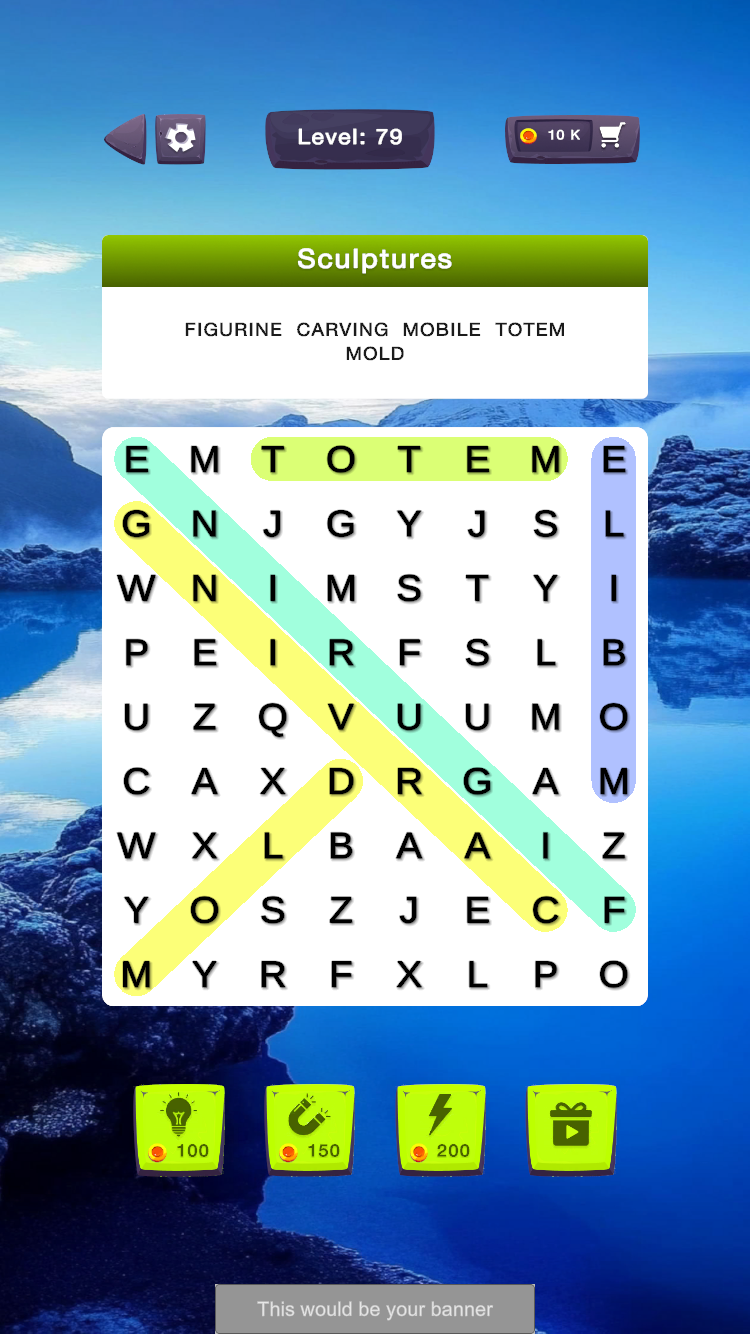 Level: 79
10 K
Sculptures
FIGURINE CARVING MOBILE TOTEM
MOLD
E M T O T E M E
G N J G Y J S L
W N I M S T Y I
P E I R F S L B
U Z Q V U U M O
C A X D R G A M
W X L B A A I Z
Y O S Z J E C F
M Y R F X L P O
100 150 200
This would be your banner